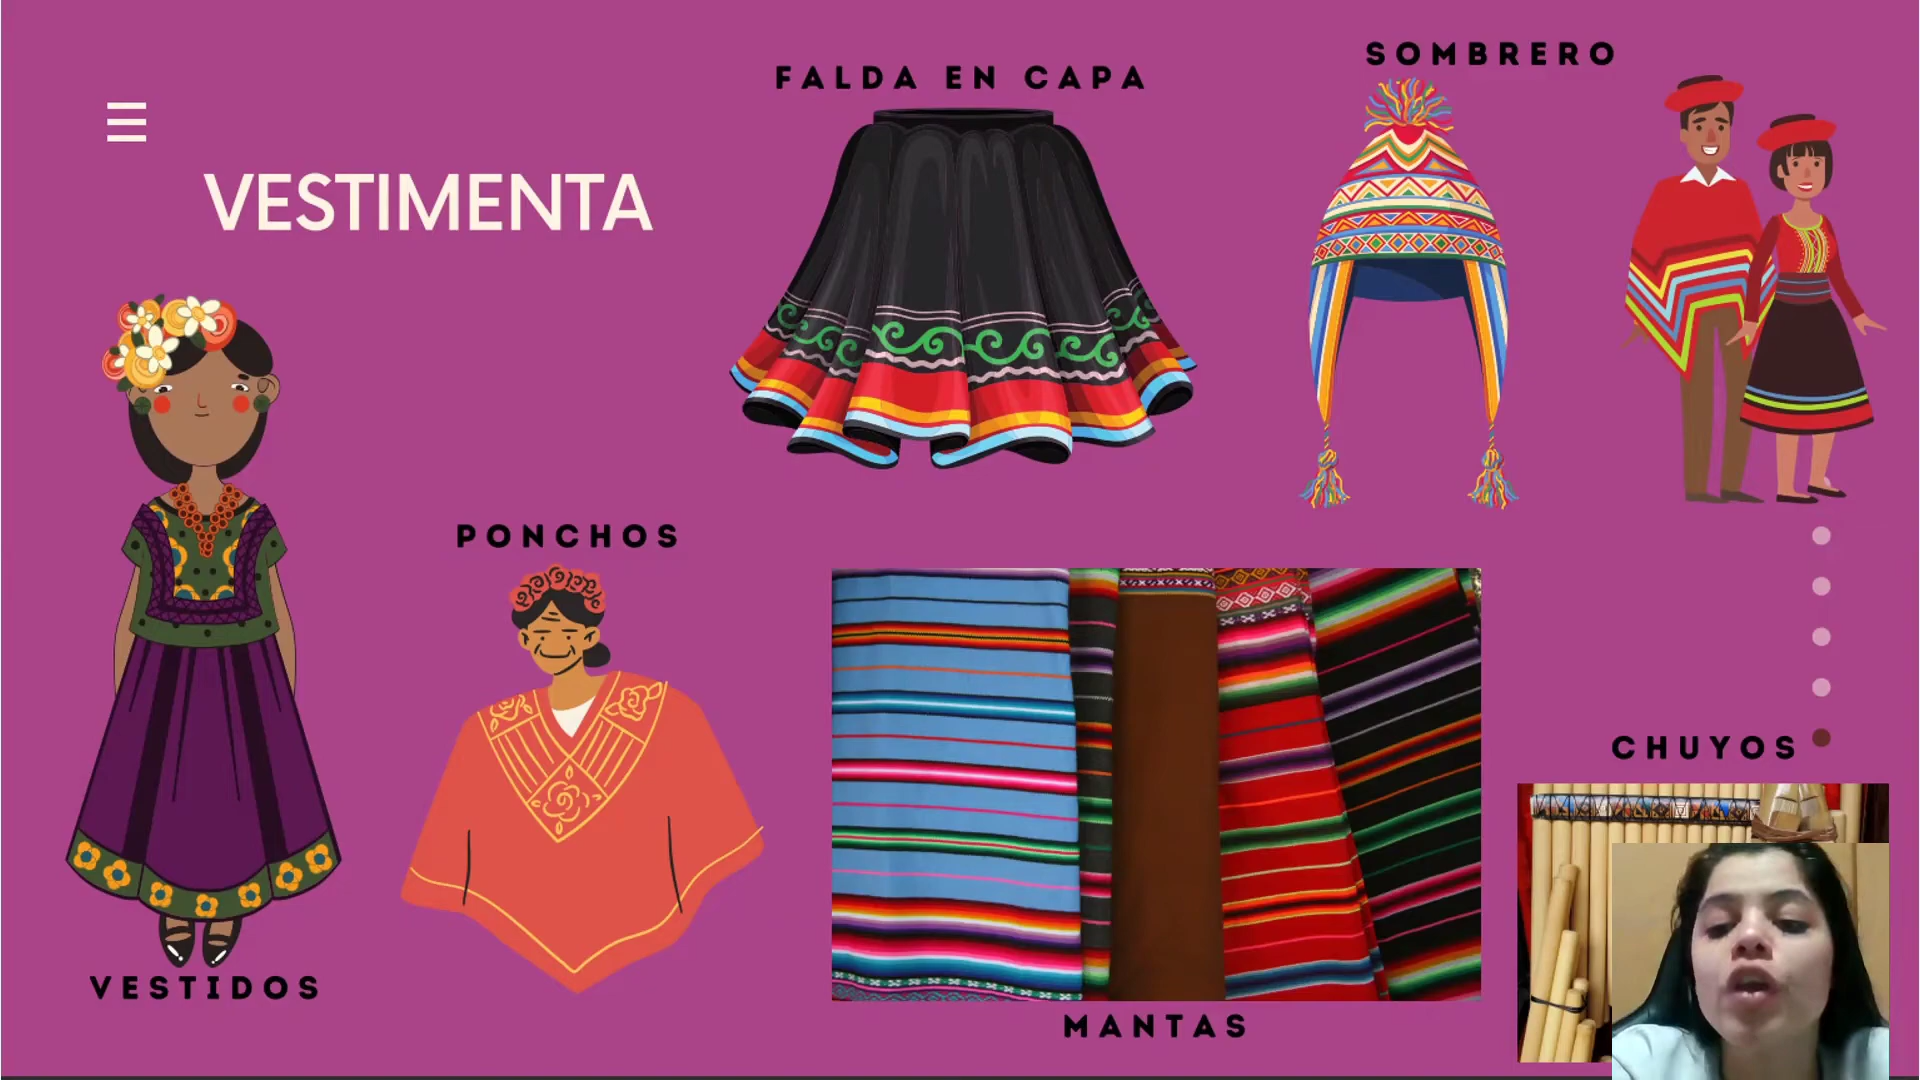 SOMBRERO
FALDA EN CAPA
VESTIMENTA
PONCHOS
CHUYOS
VESTIDOS
MANTAS